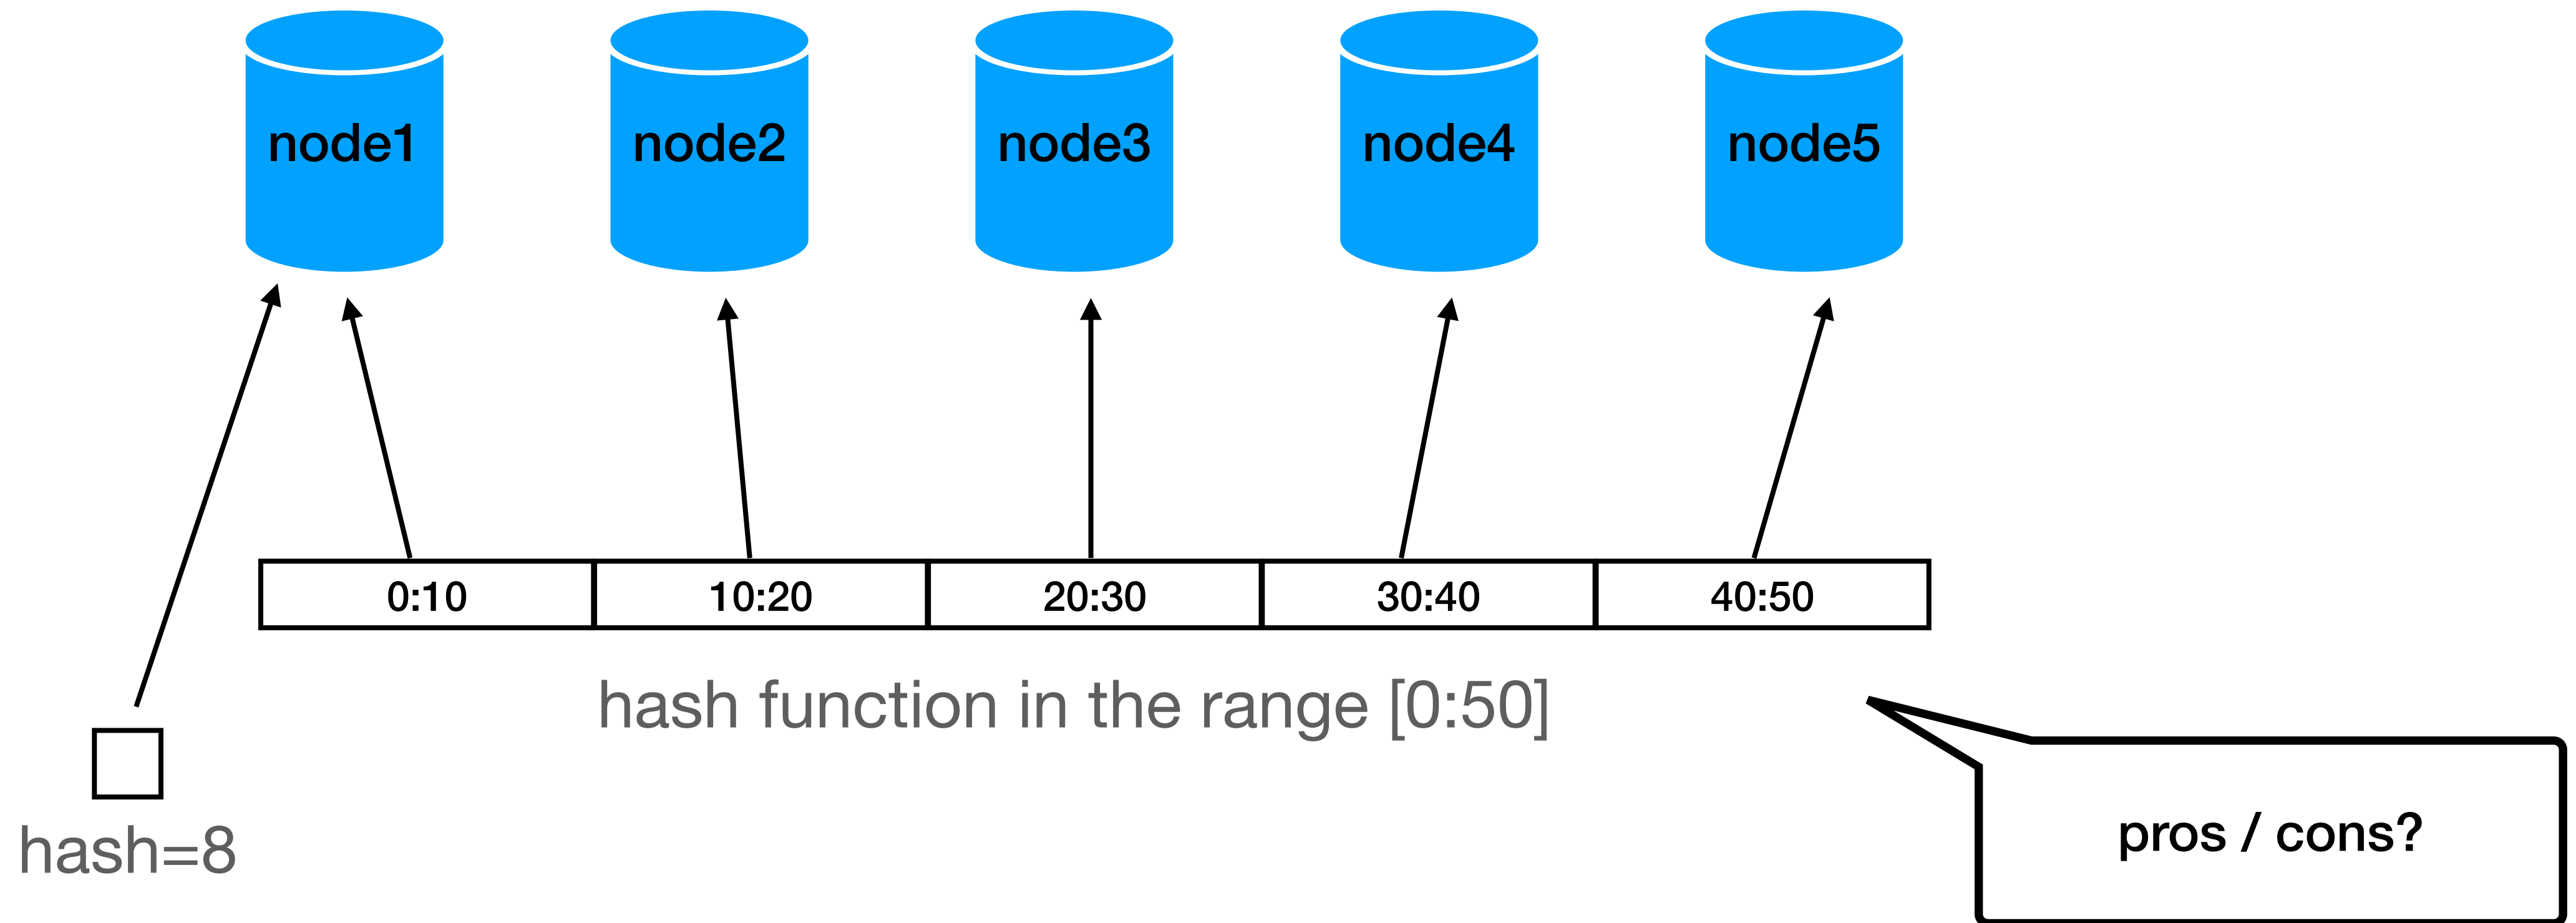 node1
node2
node3
node4
node5
0:10
10:20
20:30
30:40
40:50
hash function in the range [0:50]
hash=8
pros / cons?